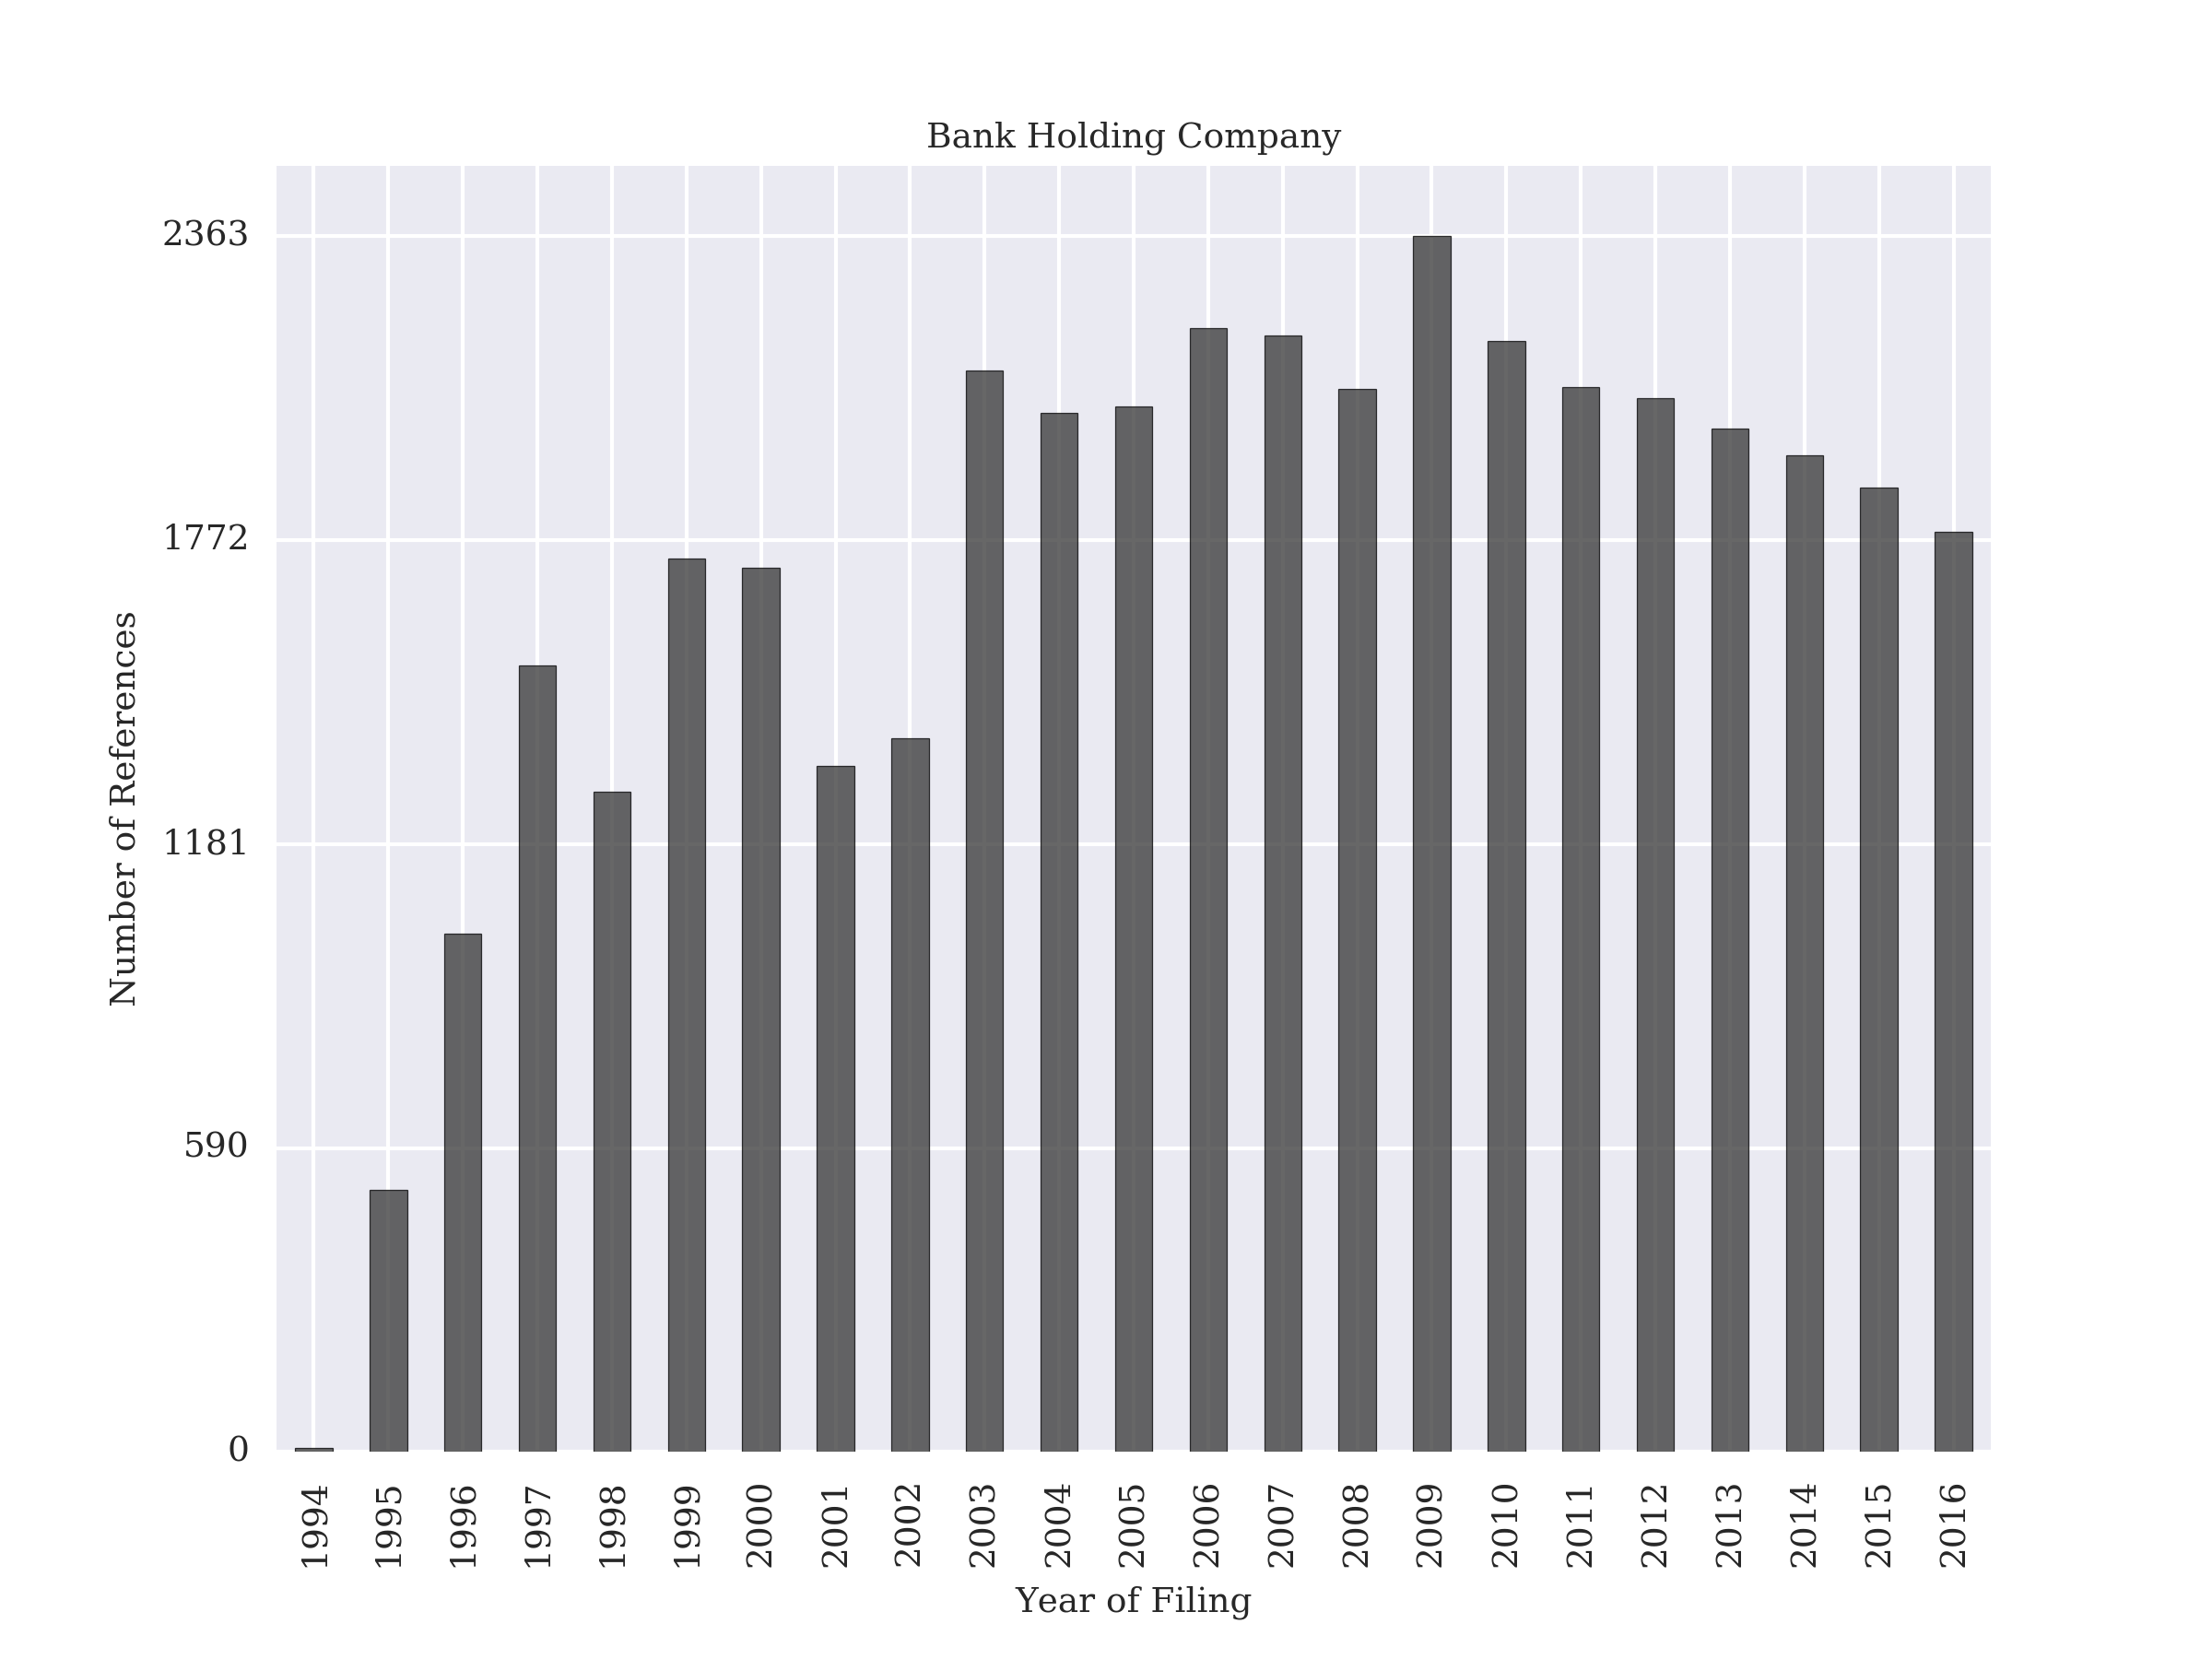 Bank Holding Company
2363
1772
1181
590
0
Number of References
1994 1995 1996 1997 1998 1999 2000 2001 2002 2003 2004 2005 2006 2007 2008 2009 2010 2011 2012 2013 2014 2015 2016
Year of Filing